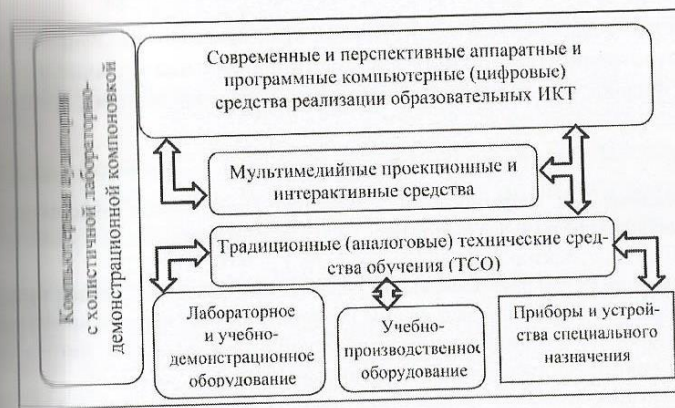 Компьютерная аудитория
с холистичной лабораторно-
демонстрационной компоновкой
Современные и перспективные аппаратные и
программные компьютерные (цифровые)
средства реализации образовательных ИКТ
Мультимедийные проекционные и
интерактивные средства
Традиционные (аналоговые) технические сред-
ства обучения (ТСО)
Лабораторное
и учебно-
демонстрационное
оборудование
Учебно-
производственное
оборудование
Приборы и устрой-
ства специального
назначения